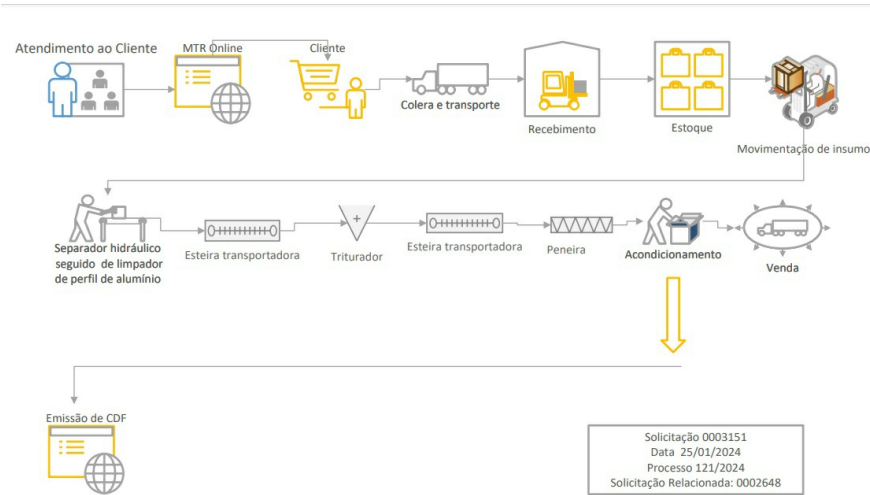 Atendimento ao Cliente
MTR Online
Cliente
Colera e transporte
Recebimento
Estoque
Movimentação de insumo
Separador hidráulico
seguido de limpador
de perfil de alumínio
Esteira transportadora
+
Triturador
Esteira transportadora
Peneira
Acondicionamento
Venda
Emissão de CDF
Solicitação 0003151
Data 25/01/2024
Processo 121/2024
Solicitação Relacionada: 0002648